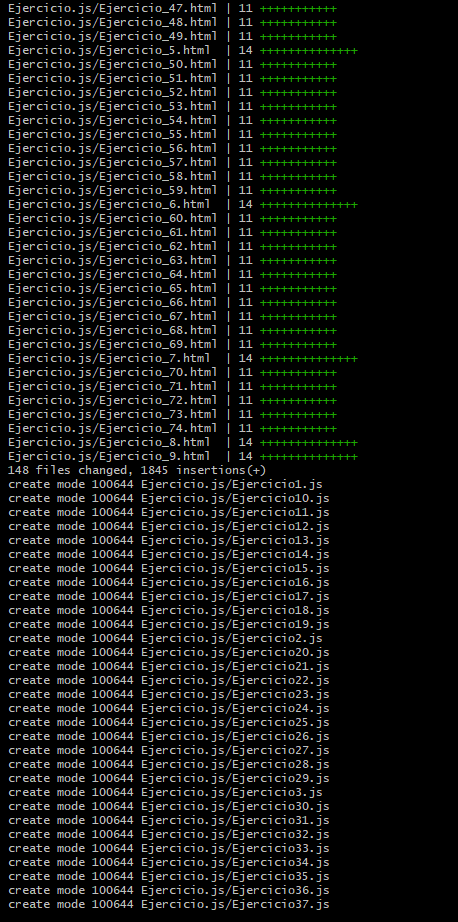 Ejercicio.js/Ejercicio_47.html | 11 +++++++++++
Ejercicio.js/Ejercicio_48.html | 11 +++++++++++
Ejercicio.js/Ejercicio_49.html | 11 +++++++++++
Ejercicio.js/Ejercicio_5.html  | 14 ++++++++++++++
Ejercicio.js/Ejercicio_50.html | 11 +++++++++++
Ejercicio.js/Ejercicio_51.html | 11 +++++++++++
Ejercicio.js/Ejercicio_52.html | 11 +++++++++++
Ejercicio.js/Ejercicio_53.html | 11 +++++++++++
Ejercicio.js/Ejercicio_54.html | 11 +++++++++++
Ejercicio.js/Ejercicio_55.html | 11 +++++++++++
Ejercicio.js/Ejercicio_56.html | 11 +++++++++++
Ejercicio.js/Ejercicio_57.html | 11 +++++++++++
Ejercicio.js/Ejercicio_58.html | 11 +++++++++++
Ejercicio.js/Ejercicio_59.html | 11 +++++++++++
Ejercicio.js/Ejercicio_6.html  | 14 ++++++++++++++
Ejercicio.js/Ejercicio_60.html | 11 +++++++++++
Ejercicio.js/Ejercicio_61.html | 11 +++++++++++
Ejercicio.js/Ejercicio_62.html | 11 +++++++++++
Ejercicio.js/Ejercicio_63.html | 11 +++++++++++
Ejercicio.js/Ejercicio_64.html | 11 +++++++++++
Ejercicio.js/Ejercicio_65.html | 11 +++++++++++
Ejercicio.js/Ejercicio_66.html | 11 +++++++++++
Ejercicio.js/Ejercicio_67.html | 11 +++++++++++
Ejercicio.js/Ejercicio_68.html | 11 +++++++++++
Ejercicio.js/Ejercicio_69.html | 11 +++++++++++
Ejercicio.js/Ejercicio_7.html  | 14 ++++++++++++++
Ejercicio.js/Ejercicio_70.html | 11 +++++++++++
Ejercicio.js/Ejercicio_71.html | 11 +++++++++++
Ejercicio.js/Ejercicio_72.html | 11 +++++++++++
Ejercicio.js/Ejercicio_73.html | 11 +++++++++++
Ejercicio.js/Ejercicio_74.html | 11 +++++++++++
Ejercicio.js/Ejercicio_8.html  | 14 ++++++++++++++
Ejercicio.js/Ejercicio_9.html  | 14 ++++++++++++++
148 files changed, 1845 insertions(+)
create mode 100644 Ejercicio.js/Ejercicio1.js
create mode 100644 Ejercicio.js/Ejercicio10.js
create mode 100644 Ejercicio.js/Ejercicio11.js
create mode 100644 Ejercicio.js/Ejercicio12.js
create mode 100644 Ejercicio.js/Ejercicio13.js
create mode 100644 Ejercicio.js/Ejercicio14.js
create mode 100644 Ejercicio.js/Ejercicio15.js
create mode 100644 Ejercicio.js/Ejercicio16.js
create mode 100644 Ejercicio.js/Ejercicio17.js
create mode 100644 Ejercicio.js/Ejercicio18.js
create mode 100644 Ejercicio.js/Ejercicio19.js
create mode 100644 Ejercicio.js/Ejercicio2.js
create mode 100644 Ejercicio.js/Ejercicio20.js
create mode 100644 Ejercicio.js/Ejercicio21.js
create mode 100644 Ejercicio.js/Ejercicio22.js
create mode 100644 Ejercicio.js/Ejercicio23.js
create mode 100644 Ejercicio.js/Ejercicio24.js
create mode 100644 Ejercicio.js/Ejercicio25.js
create mode 100644 Ejercicio.js/Ejercicio26.js
create mode 100644 Ejercicio.js/Ejercicio27.js
create mode 100644 Ejercicio.js/Ejercicio28.js
create mode 100644 Ejercicio.js/Ejercicio29.js
create mode 100644 Ejercicio.js/Ejercicio3.js
create mode 100644 Ejercicio.js/Ejercicio30.js
create mode 100644 Ejercicio.js/Ejercicio31.js
create mode 100644 Ejercicio.js/Ejercicio32.js
create mode 100644 Ejercicio.js/Ejercicio33.js
create mode 100644 Ejercicio.js/Ejercicio34.js
create mode 100644 Ejercicio.js/Ejercicio35.js
create mode 100644 Ejercicio.js/Ejercicio36.js
create mode 100644 Ejercicio.js/Ejercicio37.js